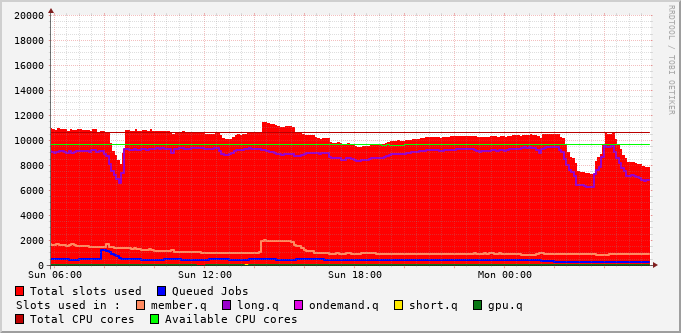 20000
18000
16000
14000
12000
10000
8000
6000
4000
2000
0
Sun 06:00 Sun 12:00 Sun 18:00 Mon 00:00
Total slots used Queued Jobs
Slots used in : member.q long.q ondemand.q short.q gpu.q
Total CPU cores Available CPU cores
RRDTOOL / TOBI OETIKER